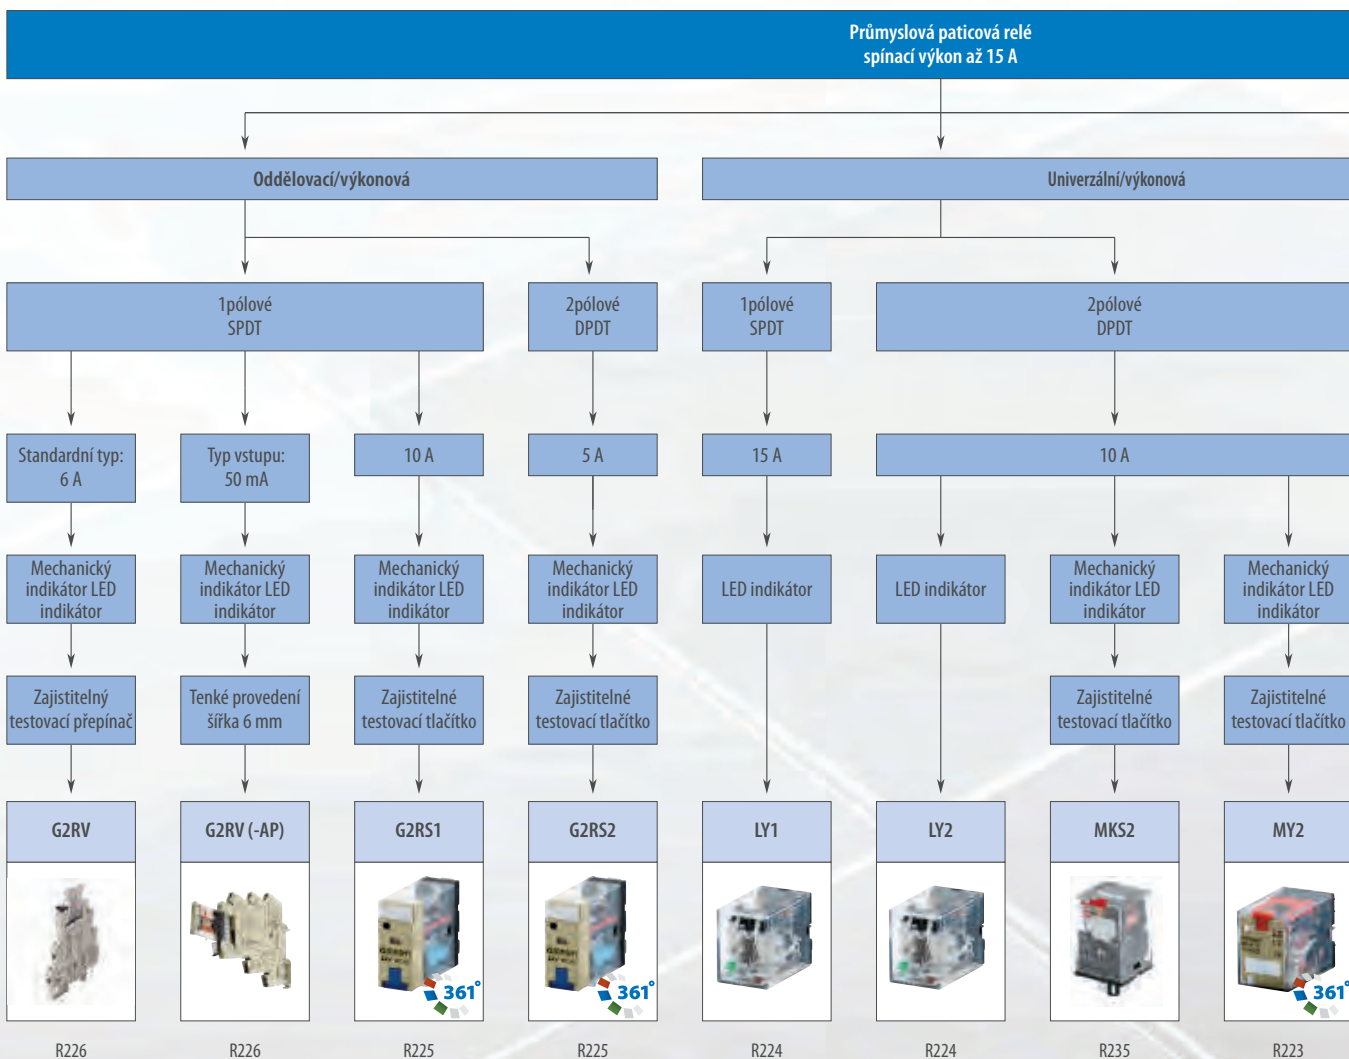 Průmyslová paticová relé
spínací výkon až 15 A
Oddělovací/výkonová
Univerzální/výkonová
1pólové
SPDT
2pólové
DPDT
1pólové
SPDT
2pólové
DPDT
Standardní typ:
6 A
Typ vstupu:
50 mA
10 A
5 A
15 A
10 A
Mechanický
indikátor LED
indikátor
Mechanický
indikátor LED
indikátor
Mechanický
indikátor LED
indikátor
Mechanický
indikátor LED
indikátor
LED indikátor
LED indikátor
Mechanický
indikátor LED
indikátor
Mechanický
indikátor LED
indikátor
Zajistitelný
testovací přepínač
Tenké provedení
šířka 6 mm
Zajistitelné
testovací tlačítko
Zajistitelné
testovací tlačítko
Zajistitelné
testovací tlačítko
Zajistitelné
testovací tlačítko
G2RV
G2RV (-AP)
G2RS1
G2RS2
LY1
LY2
MKS2
MY2
361°
361°
361°
R226
R226
R225
R225
R224
R224
R235
R223